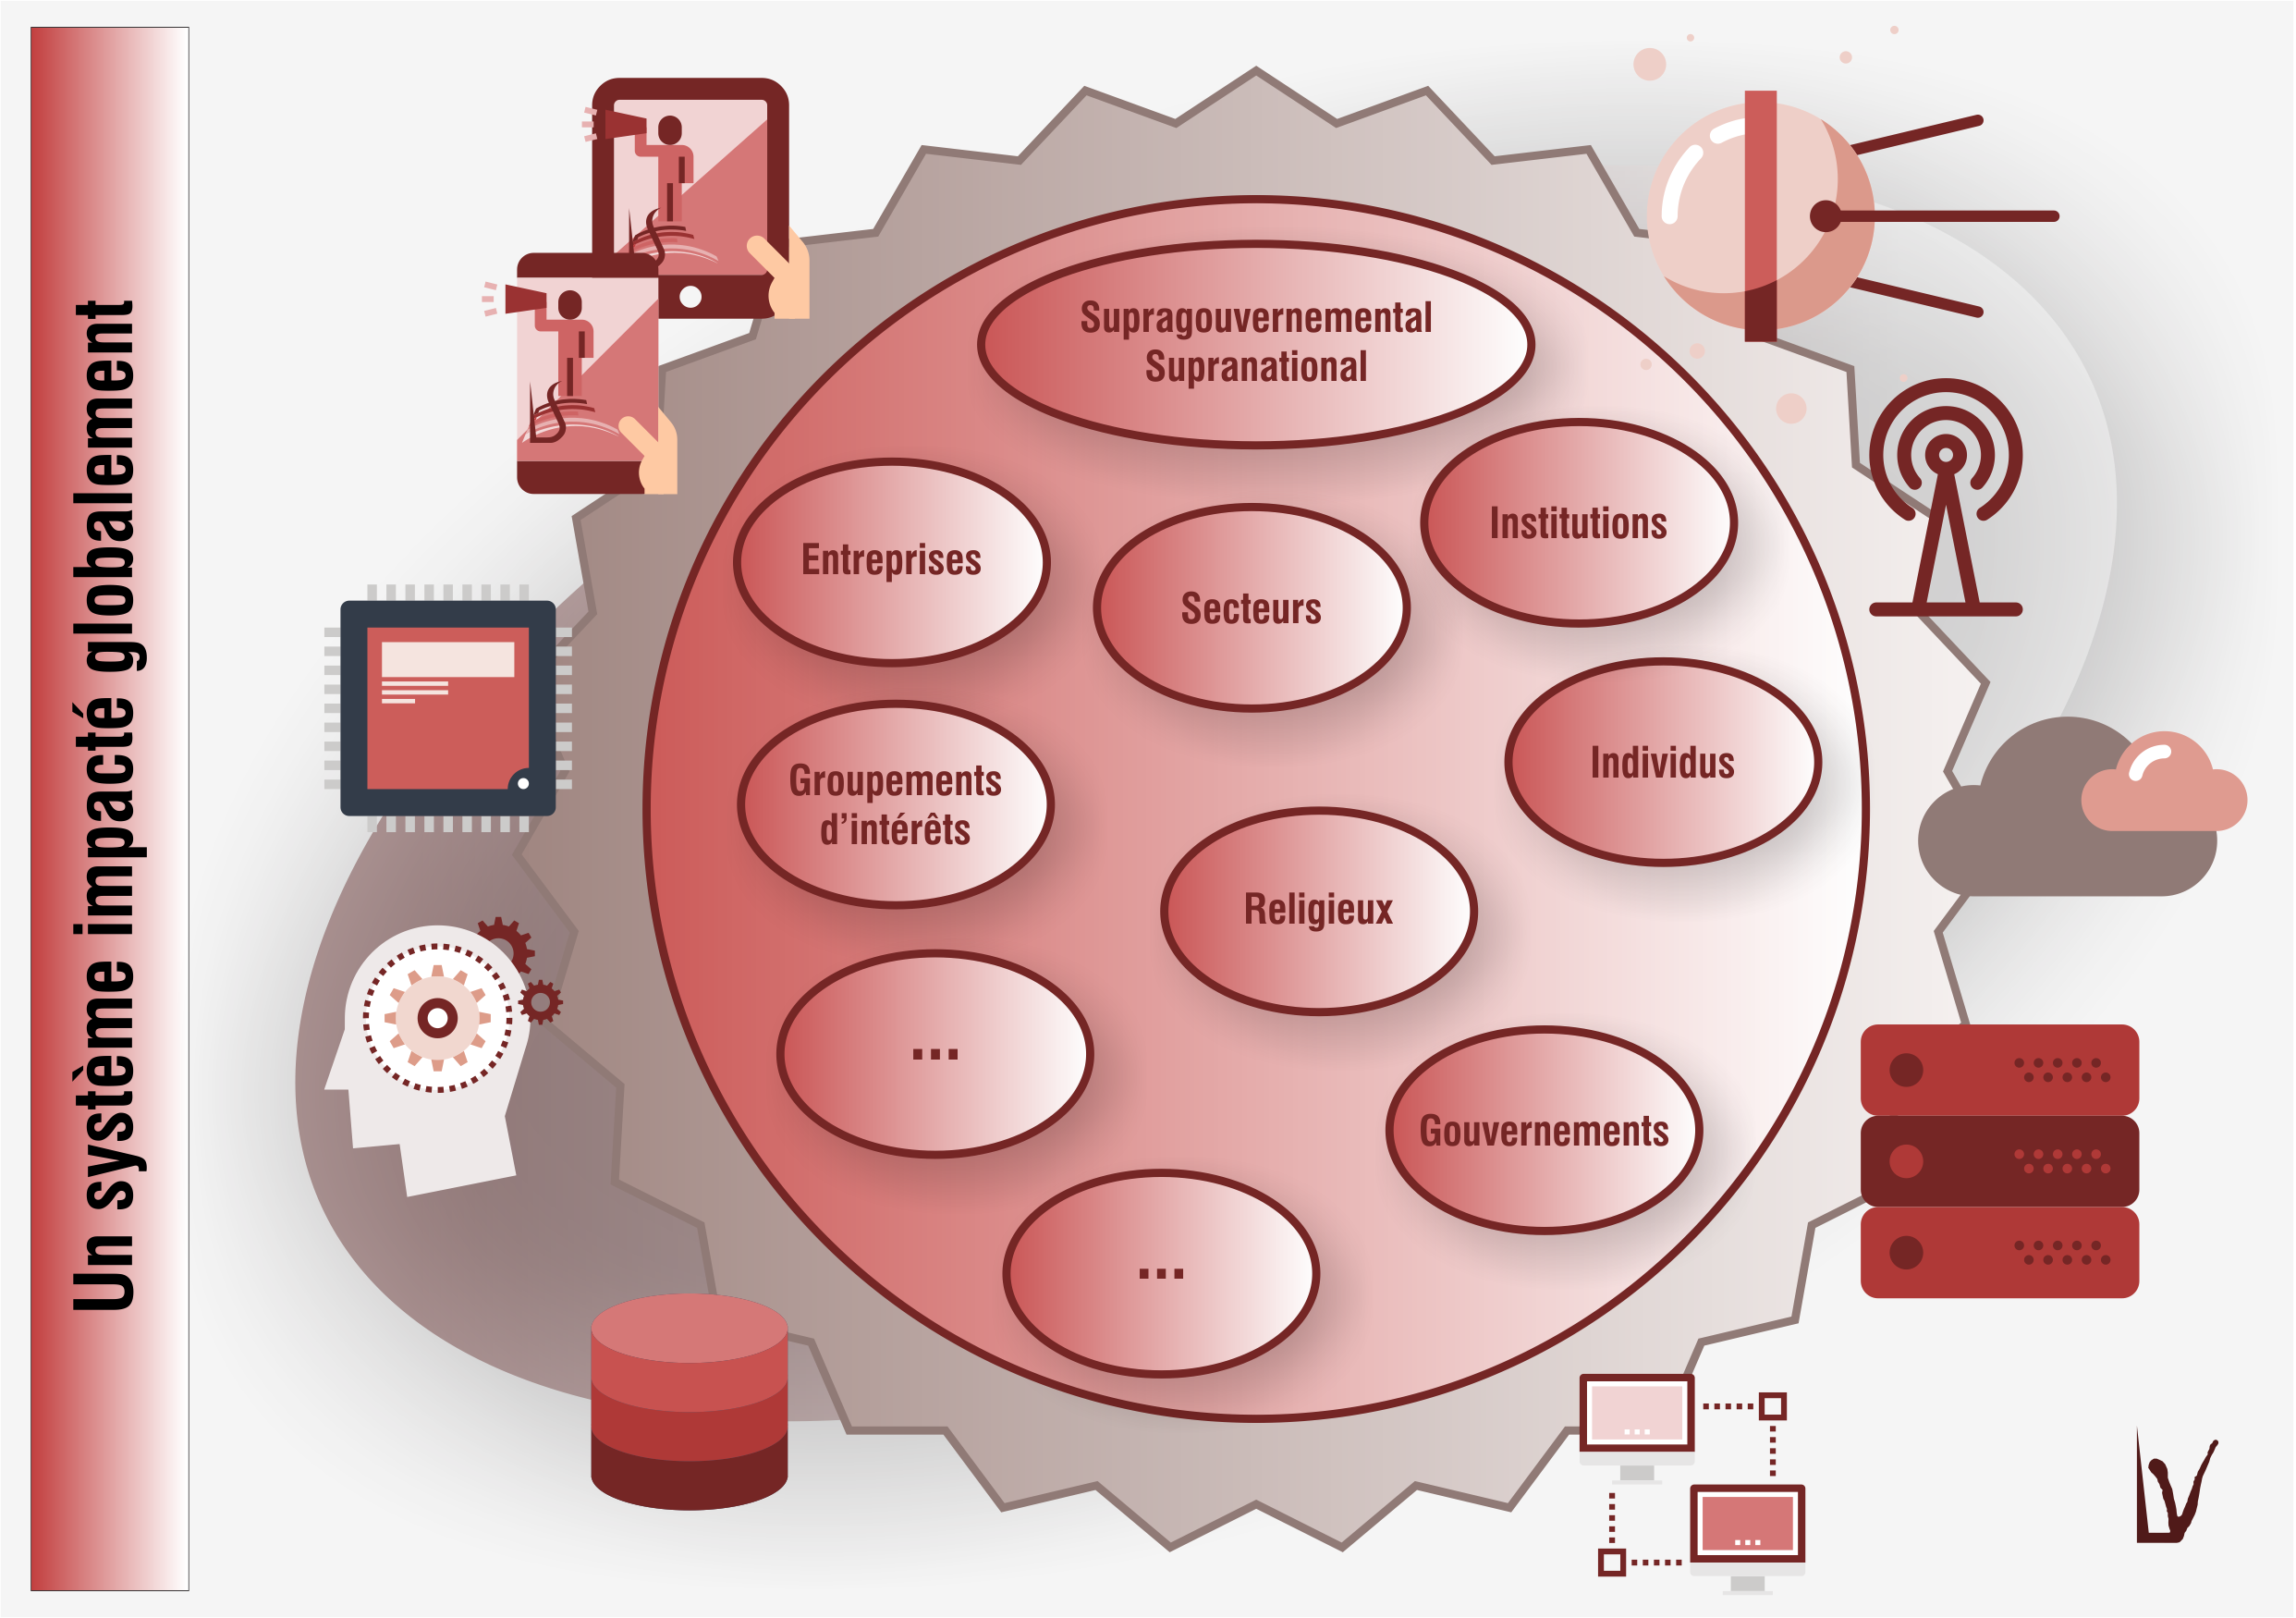 Un système impacté globalement
Supragouvernemental
Supranational
Entreprises
Secteurs
Institutions
Groupements
d’intérêts
Individus
Religieux
...
Gouvernements
...